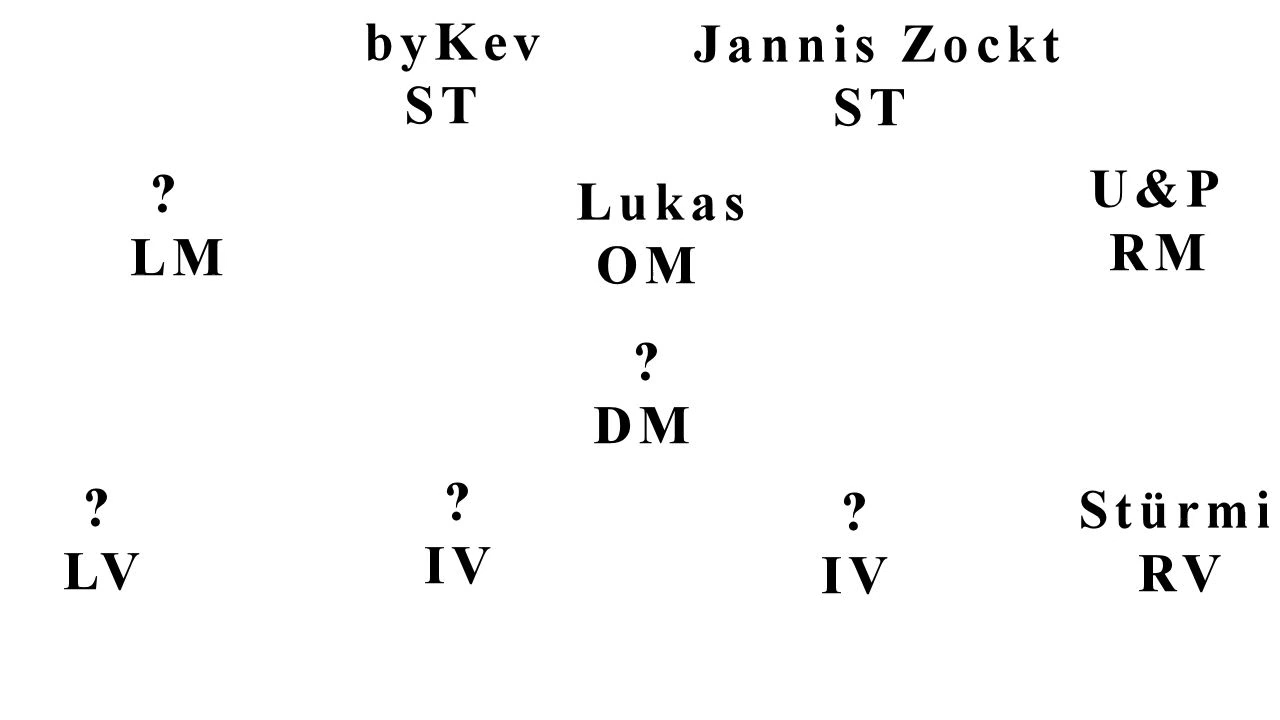 byKev
ST
Jannis Zockt
ST
?
LM
Lukas
OM
U&P
RM
?
DM
?
LV
?
IV
?
IV
Stürmi
RV